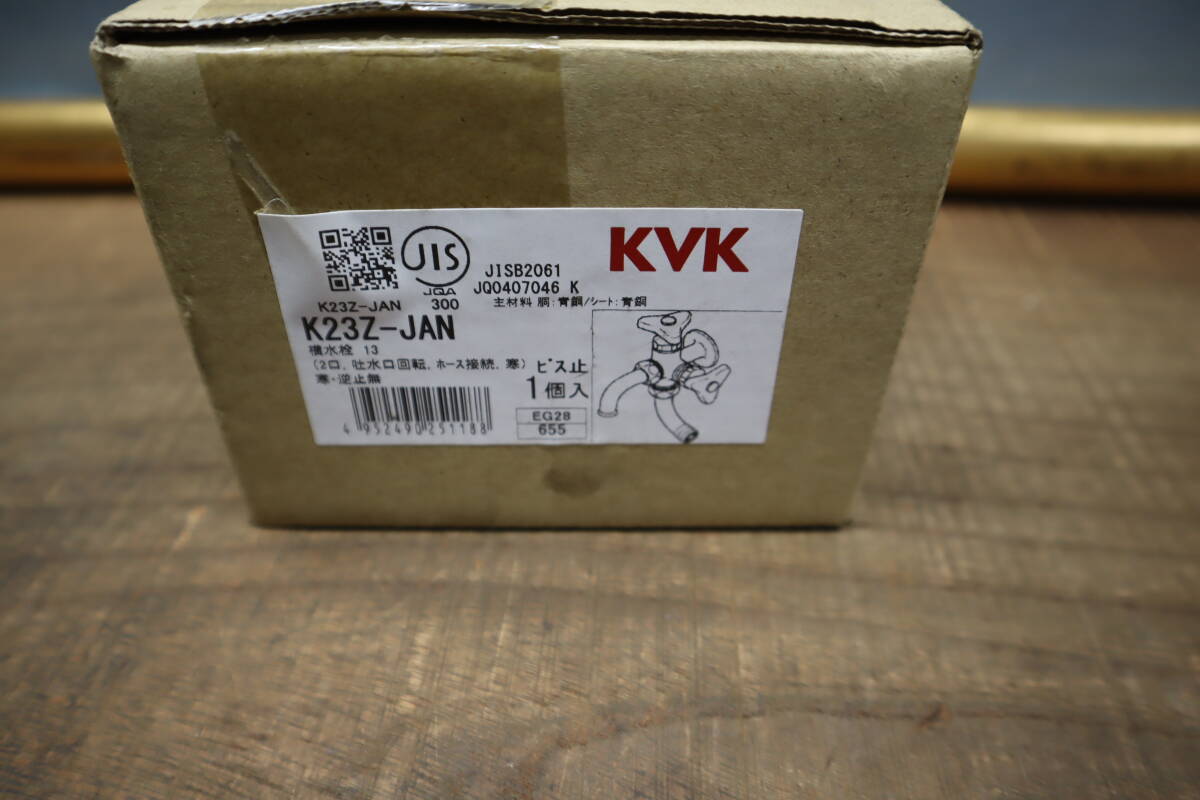 JIS
JQA
300
JISB2061
JQ0407046 K
KVK
K23Z-JAN
主材料 胴:青銅/シート:青銅
K23Z-JAN
横水栓 13
(2口、吐水口回転、ホース接続、寒)
寒・逆止無
ビス止
1個入
EG28
655
4952490251188